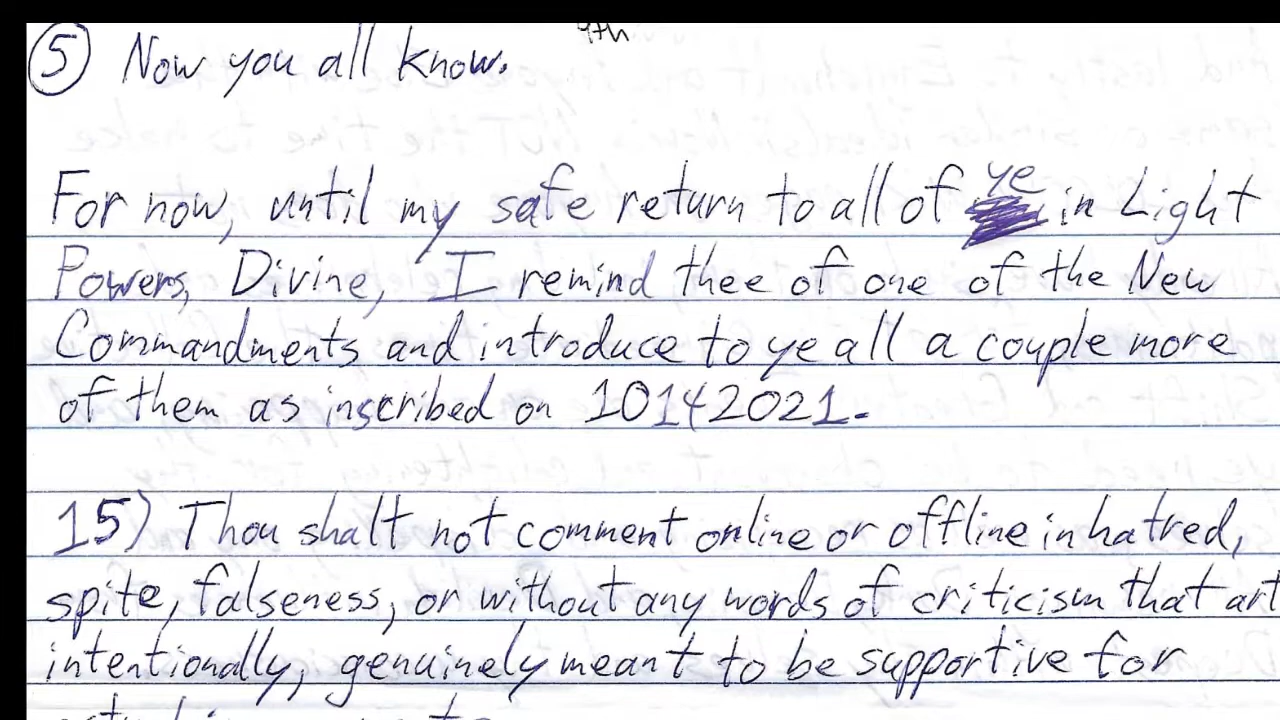 9th
⑤ Now you all know.
For now, until my safe return to all of ye in Light
Powers, Divine, I remind thee of one of the New
Commandments and introduce to ye all a couple more
of them as inscribed on 10142021.
15) Thou shalt not comment online or offline in hatred,
spite, falseness, or without any words of criticism that art
intentionally, genuinely meant to be supportive for